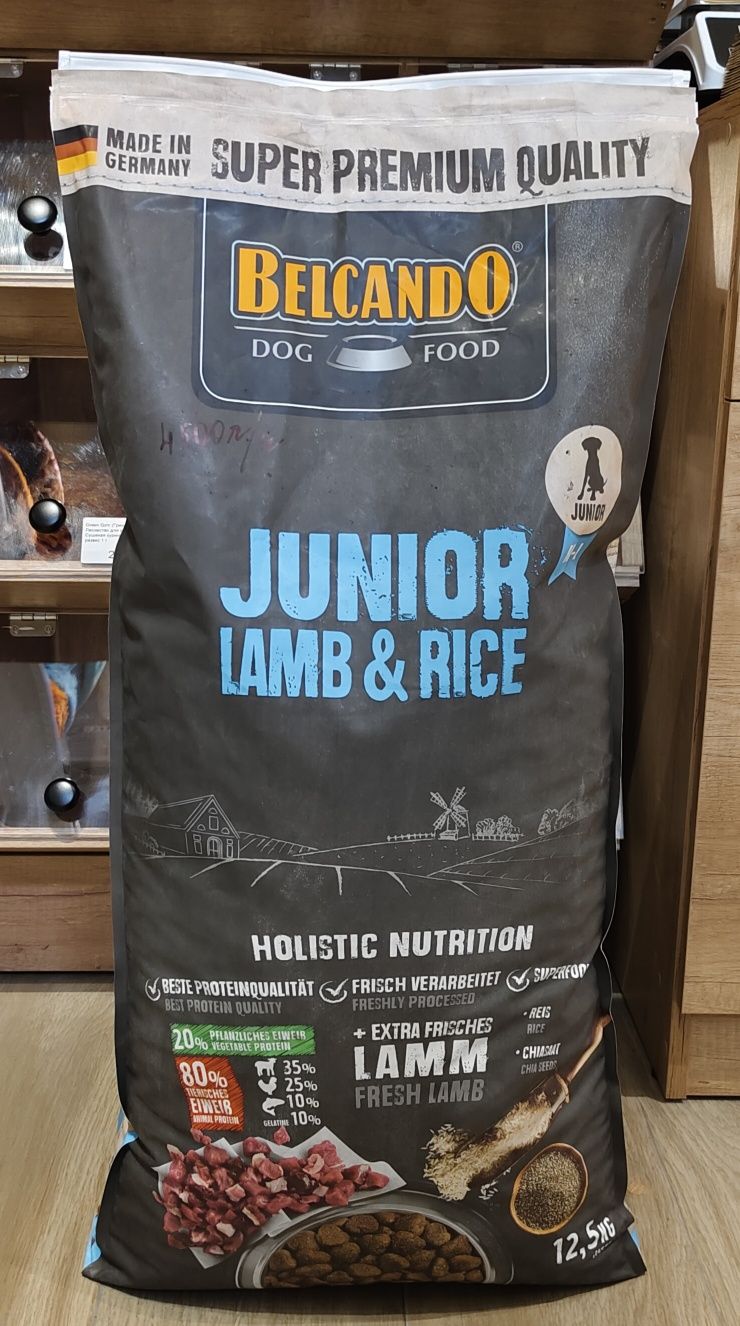 MADE IN
GERMANY
SUPER PREMIUM QUALITY
BELCANDO®
DOG FOOD
JUNIOR
JUNIOR
LAMB & RICE
HOLISTIC NUTRITION
BESTE PROTEINQUALITÄT
BEST PROTEIN QUALITY
FRISCH VERARBEITET
FRESHLY PROCESSED
20% PFLANZLICHES EIWEIß
VEGETABLE PROTEIN
80%
TIERISCHES
EIWEIß
ANIMAL PROTEIN
35%
25%
10%
GELATINE 10%
+ EXTRA FRISCHES
LAMM
FRESH LAMB
• REIS
RICE
• CHIASAAT
CHIA SEEDS
12,5KG